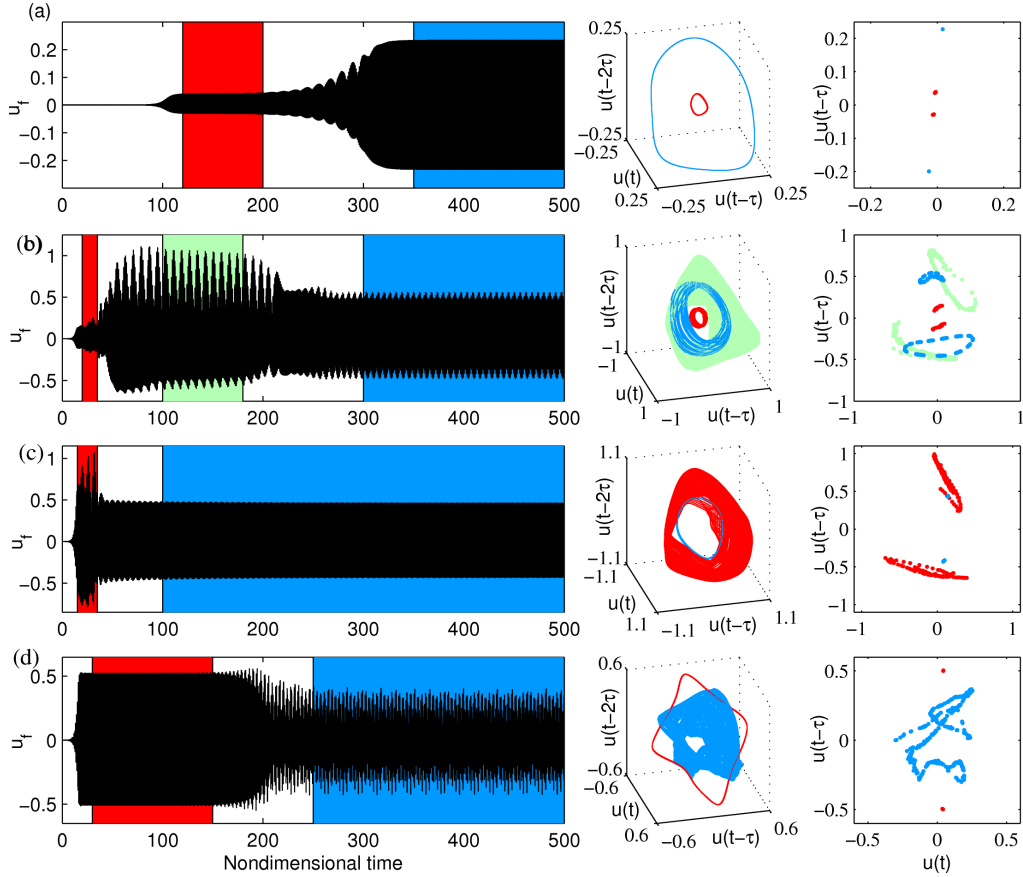 (a)
0.2
0.1
0
−0.1
−0.2
u_f
0 100 200 300 400 500
0.25
u(t−2τ)
−0.25
−0.25
u(t)
0.25
−0.25
u(t−τ)
0.25
0.2
0.1
0
−0.1
−0.2
u(t−τ)
−0.2 0 0.2
(b)
1
0.5
0
−0.5
u_f
0 100 200 300 400 500
1
u(t−2τ)
−1
−1
u(t)
1
−1
u(t−τ)
1
1
0.5
0
−0.5
−1
u(t−τ)
−1 0 1
(c)
1
0.5
0
−0.5
u_f
0 100 200 300 400 500
1.1
u(t−2τ)
−1.1
−1.1
u(t)
1.1
−1.1
u(t−τ)
1.1
1
0.5
0
−0.5
−1
u(t−τ)
−1 0 1
(d)
0.5
0
−0.5
u_f
0 100 200 300 400 500
Nondimensional time
0.6
u(t−2τ)
−0.6
−0.6
u(t)
0.6
−0.6
u(t−τ)
0.6
0.5
0
−0.5
u(t−τ)
−0.5 0 0.5
u(t)